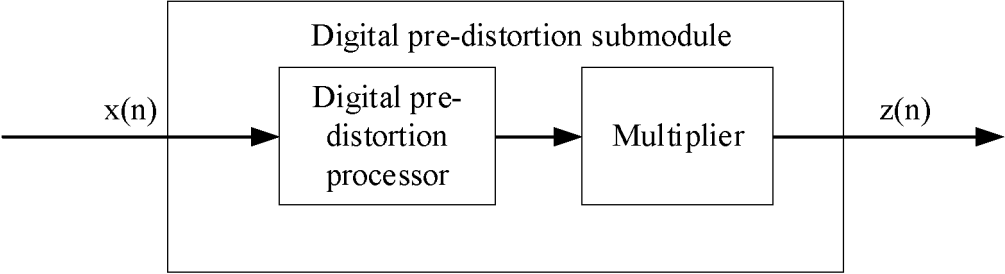 Digital pre-distortion submodule
x(n)
Digital pre-
distortion
processor
Multiplier
z(n)